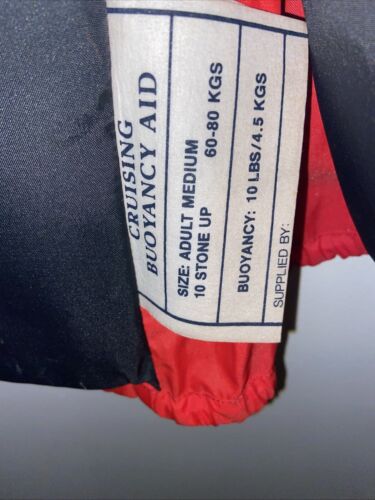 CRUISING
BUOYANCY AID
SIZE: ADULT MEDIUM
10 STONE UP 60-80 KGS
BUOYANCY: 10 LBS/4.5 KGS
SUPPLIED BY: